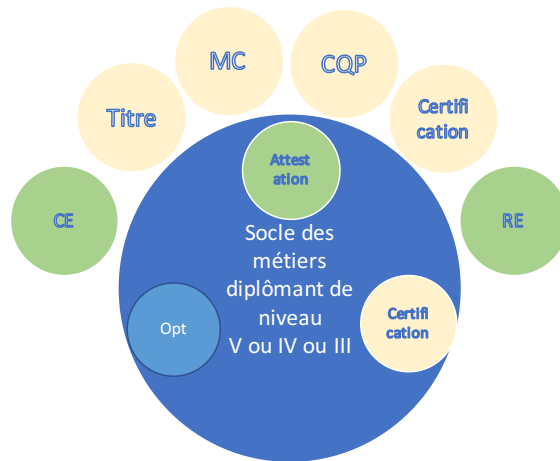 MC
CQP
Titre
Certifi
cation
CE
RE
Attest
ation
Socle des
métiers
diplômant de
niveau
V ou IV ou III
Opt
Certifi
cation